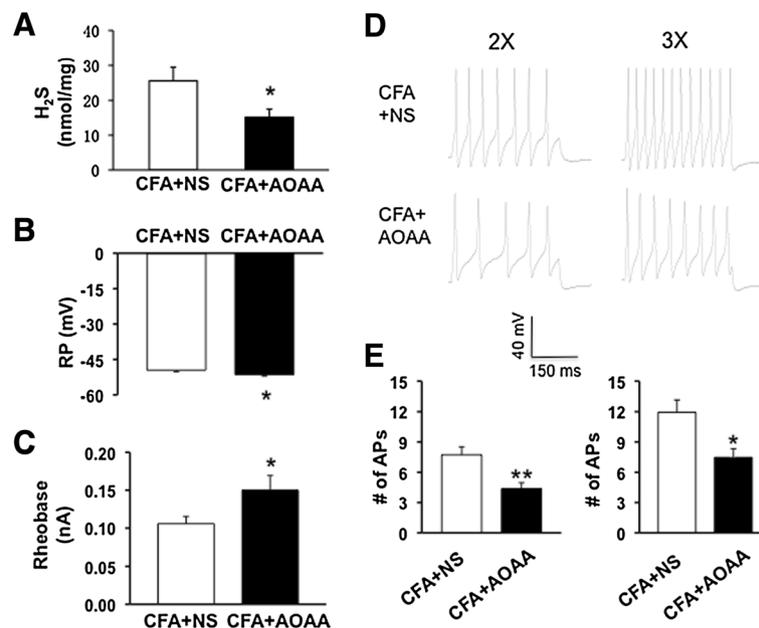 A
H2S
(nmol/mg)
40
30
20
10
0
*
CFA+NS CFA+AOAA
B
CFA+NS CFA+AOAA
RP (mV)
0
-15
-30
-45
-60
*
C
Rheobase
(nA)
0.20
0.15
0.10
0.05
0.00
*
CFA+NS CFA+AOAA
D
2X 3X
CFA
+NS
CFA+
AOAA
40 mV
150 ms
E
# of APs
15
12
9
6
3
0
**
CFA+NS
CFA+AOAA
# of APs
15
12
9
6
3
0
*
CFA+NS
CFA+AOAA